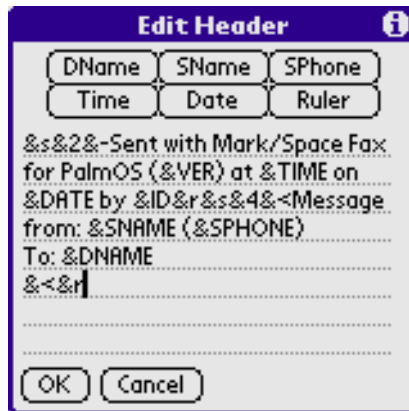 Edit Header
DName SName SPhone
Time Date Ruler
&s&2&-Sent with Mark/Space Fax
for PalmOS (&VER) at &TIME on
&DATE by &ID&r&s&4&<Message
from: &SNAME (&SPHONE)
To: &DNAME
&<&r
OK Cancel